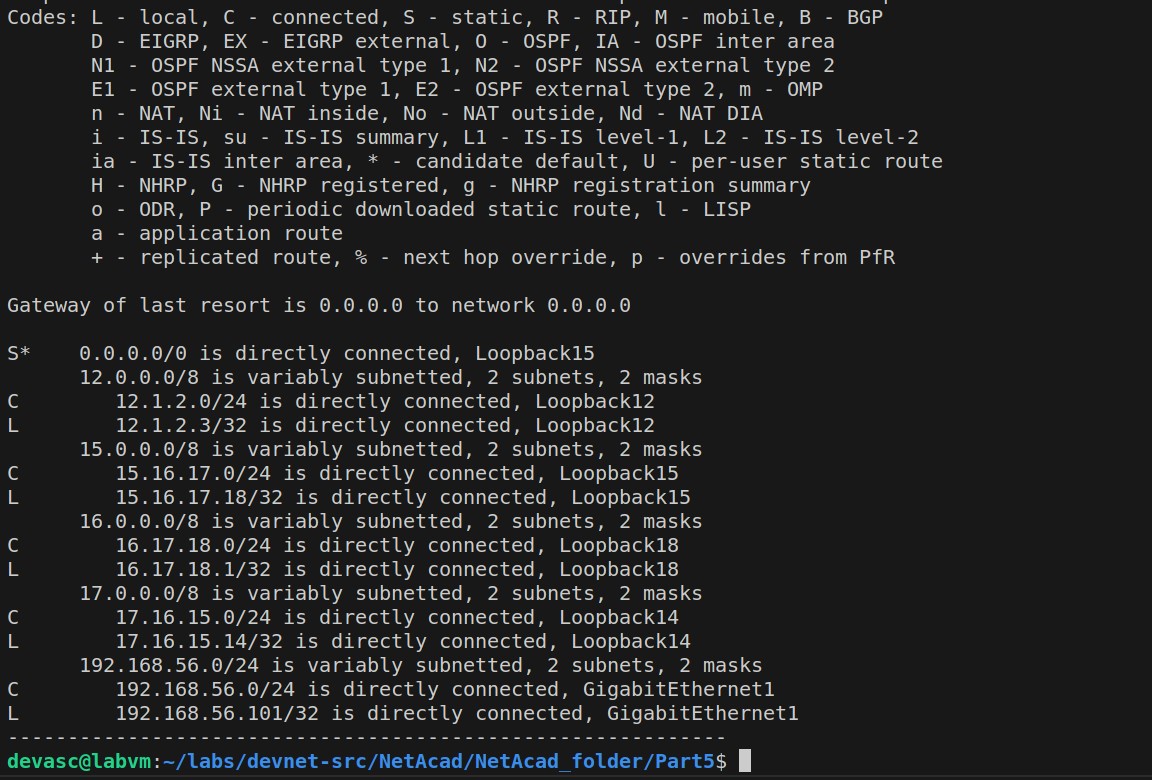 Codes: L - local, C - connected, S - static, R - RIP, M - mobile, B - BGP
       D - EIGRP, EX - EIGRP external, O - OSPF, IA - OSPF inter area
       N1 - OSPF NSSA external type 1, N2 - OSPF NSSA external type 2
       E1 - OSPF external type 1, E2 - OSPF external type 2, m - OMP
       n - NAT, Ni - NAT inside, No - NAT outside, Nd - NAT DIA
       i - IS-IS, su - IS-IS summary, L1 - IS-IS level-1, L2 - IS-IS level-2
       ia - IS-IS inter area, * - candidate default, U - per-user static route
       H - NHRP, G - NHRP registered, g - NHRP registration summary
       o - ODR, P - periodic downloaded static route, l - LISP
       a - application route
       + - replicated route, % - next hop override, p - overrides from PfR

Gateway of last resort is 0.0.0.0 to network 0.0.0.0

S*    0.0.0.0/0 is directly connected, Loopback15
      12.0.0.0/8 is variably subnetted, 2 subnets, 2 masks
C        12.1.2.0/24 is directly connected, Loopback12
L        12.1.2.3/32 is directly connected, Loopback12
      15.0.0.0/8 is variably subnetted, 2 subnets, 2 masks
C        15.16.17.0/24 is directly connected, Loopback15
L        15.16.17.18/32 is directly connected, Loopback15
      16.0.0.0/8 is variably subnetted, 2 subnets, 2 masks
C        16.17.18.0/24 is directly connected, Loopback18
L        16.17.18.1/32 is directly connected, Loopback18
      17.0.0.0/8 is variably subnetted, 2 subnets, 2 masks
C        17.16.15.0/24 is directly connected, Loopback14
L        17.16.15.14/32 is directly connected, Loopback14
      192.168.56.0/24 is variably subnetted, 2 subnets, 2 masks
C        192.168.56.0/24 is directly connected, GigabitEthernet1
L        192.168.56.101/32 is directly connected, GigabitEthernet1
------------------------------------------------------------
devasc@labvm:~/labs/devnet-src/NetAcad/NetAcad_folder/Part5$